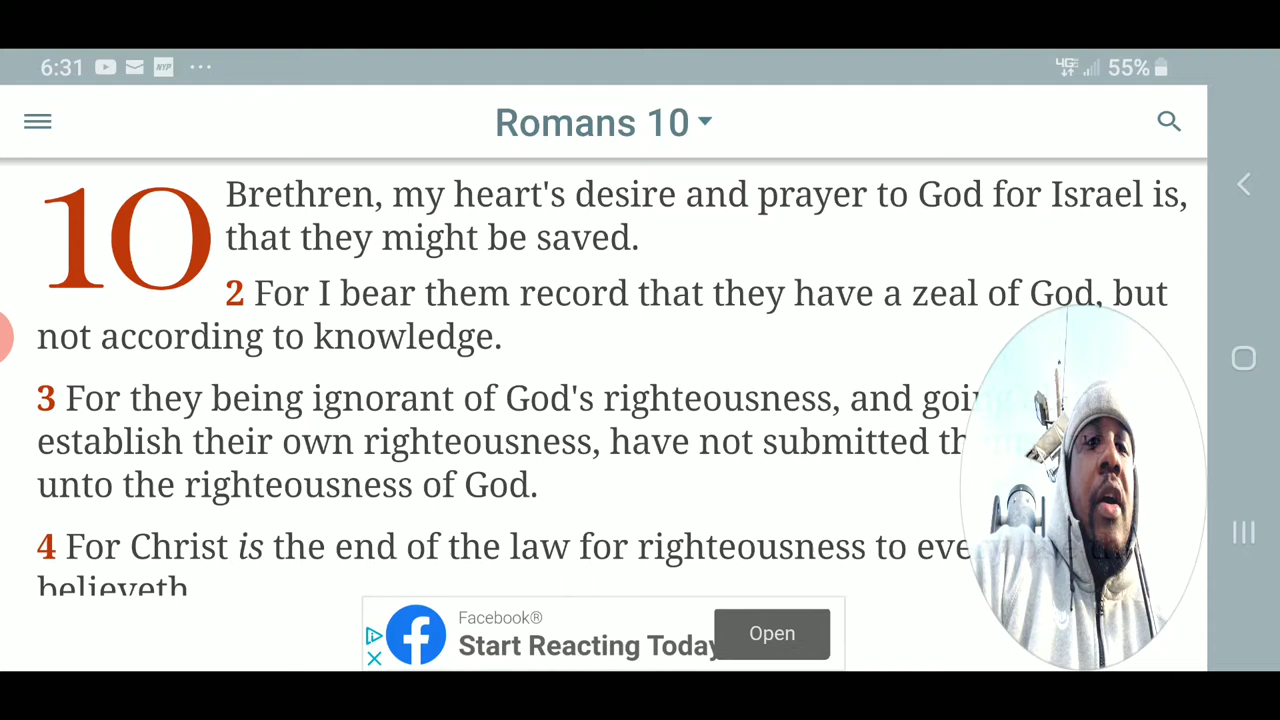 6:31 NYP ... 4GE 55%
Romans 10
10 Brethren, my heart's desire and prayer to God for Israel is,
that they might be saved.
2 For I bear them record that they have a zeal of God, but
not according to knowledge.
3 For they being ignorant of God's righteousness, and
establish their own righteousness, have not submitted
unto the righteousness of God.
4 For Christ is the end of the law for righteousness to
believeth
Facebook®
Start Reacting Today
Open